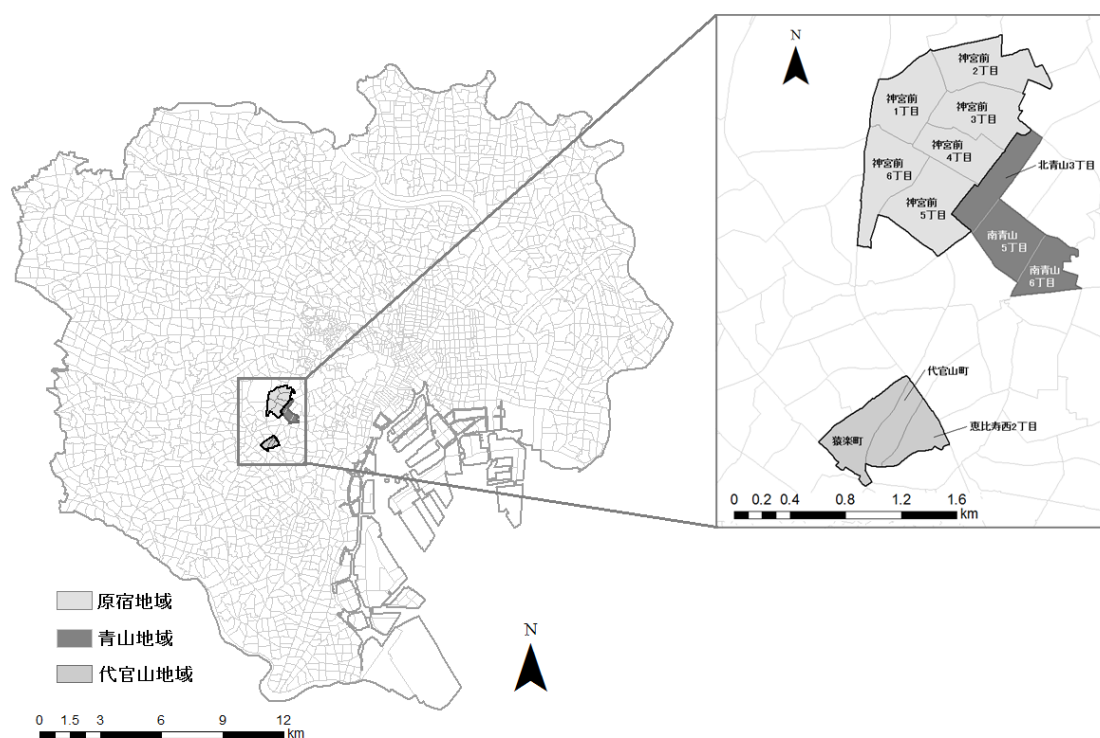 N
神宮前
2丁目
神宮前
1丁目
神宮前
3丁目
神宮前
4丁目
神宮前
6丁目
神宮前
5丁目
北青山3丁目
南青山
5丁目
南青山
6丁目
代官山町
恵比寿西2丁目
猿楽町
0 0.2 0.4 0.8 1.2 1.6
km
原宿地域
青山地域
代官山地域
N
0 1.5 3 6 9 12
km